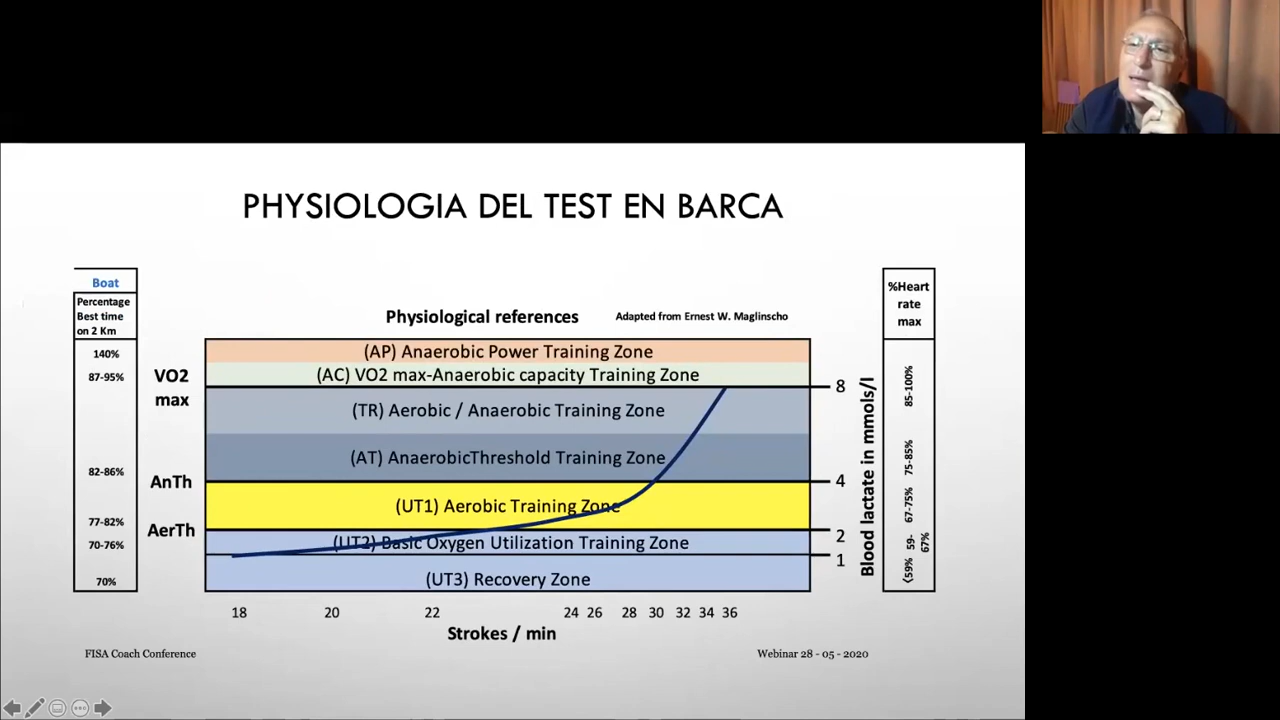 PHYSIOLOGIA DEL TEST EN BARCA
Boat
Percentage
Best time
on 2 Km
140%
87-95%
82-86%
77-82%
70-76%
70%
VO2
max
AnTh
AerTh
Physiological references
Adapted from Ernest W. Maglinscho
(AP) Anaerobic Power Training Zone
(AC) VO2 max-Anaerobic capacity Training Zone
(TR) Aerobic / Anaerobic Training Zone
(AT) AnaerobicThreshold Training Zone
(UT1) Aerobic Training Zone
(UT2) Basic Oxygen Utilization Training Zone
(UT3) Recovery Zone
8
4
2
1
Blood lactate in mmols/l
%Heart
rate
max
85-100%
75-85%
67-75%
59-
67%
<59%
18 20 22 24 26 28 30 32 34 36
Strokes / min
FISA Coach Conference
Webinar 28 - 05 - 2020